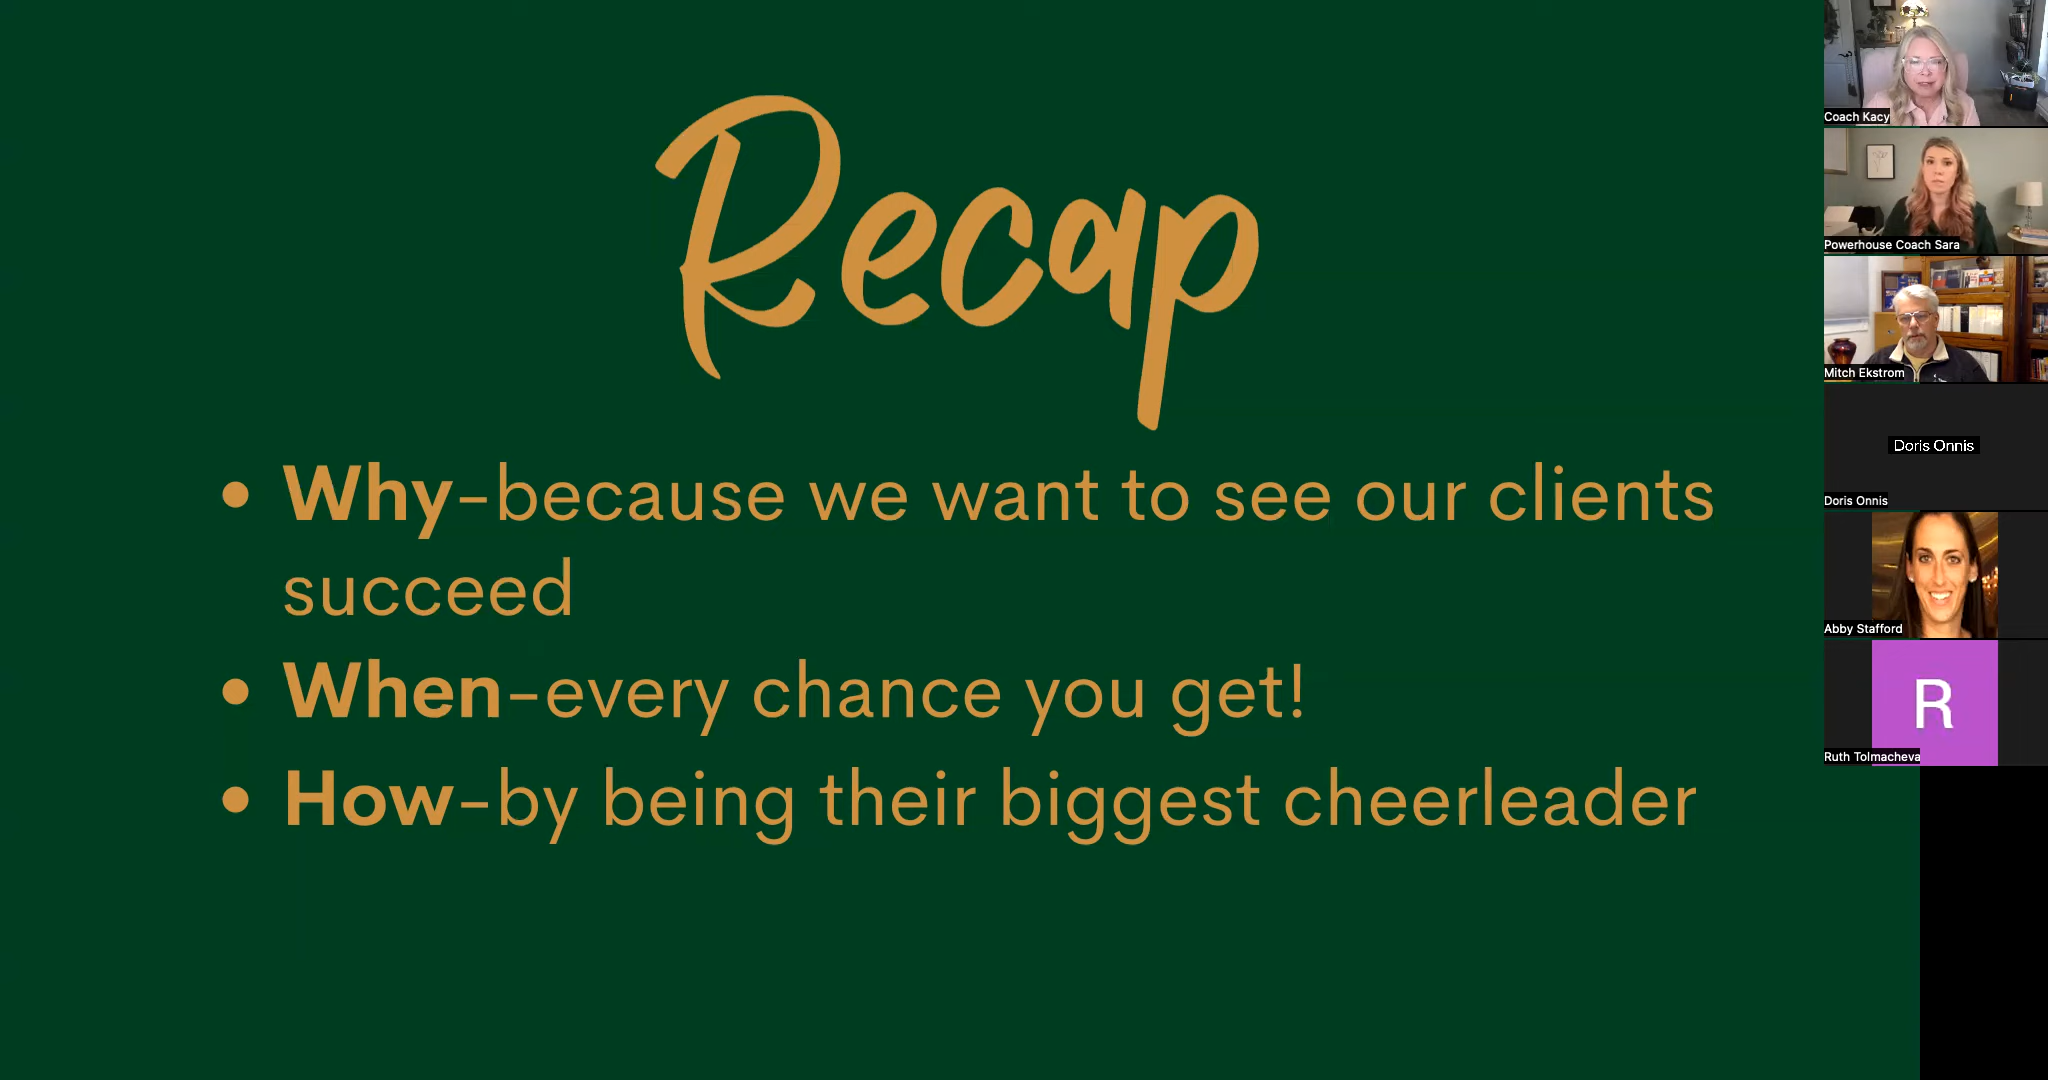 Recap
• Why-because we want to see our clients
succeed
• When-every chance you get!
• How-by being their biggest cheerleader
Coach Kacy
Powerhouse Coach Sara
Mitch Ekstrom
Doris Onnis
Doris Onnis
Abby Stafford
R
Ruth Tolmacheva